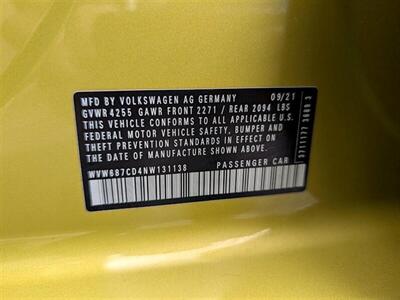 MFD BY VOLKSWAGEN AG GERMANY 09/21
GVWR 4255 GAWR FRONT 2271 / REAR 2094 LBS
THIS VEHICLE CONFORMS TO ALL APPLICABLE U.S.
FEDERAL MOTOR VEHICLE SAFETY, BUMPER, AND
THEFT PREVENTION STANDARDS IN EFFECT ON
THE DATE OF MANUFACTURE SHOWN ABOVE.
WVW687CD4NW131138 PASSENGER CAR